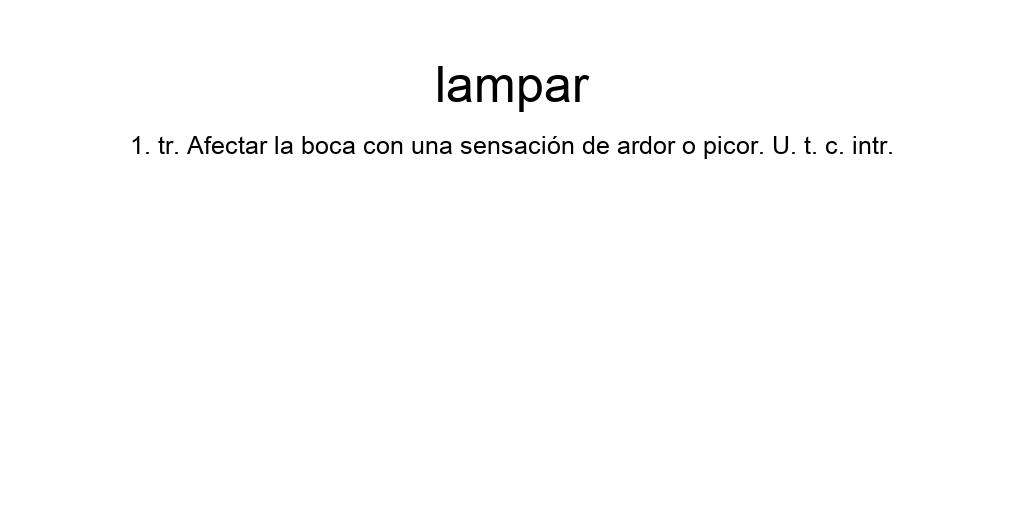 lampar
1. tr. Afectar la boca con una sensación de ardor o picor. U. t. c. intr.